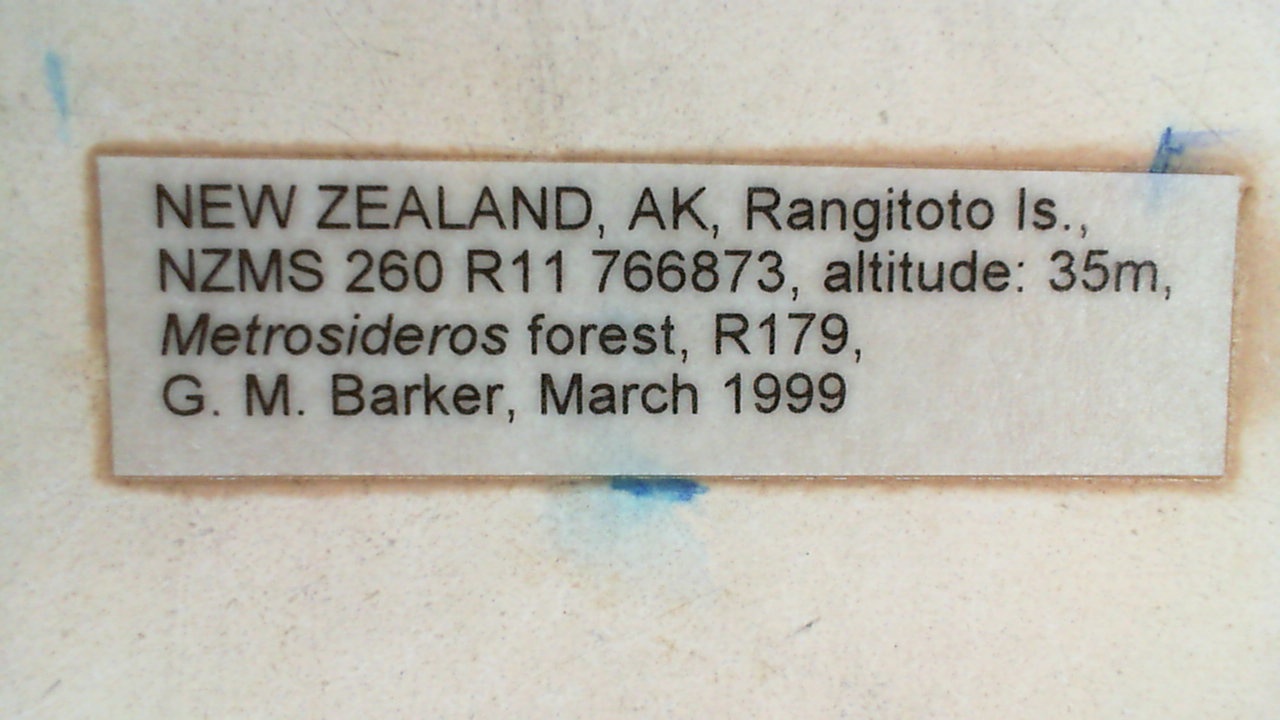 NEW ZEALAND, AK, Rangitoto Is.,
NZMS 260 R11 766873, altitude: 35m,
Metrosideros forest, R179,
G. M. Barker, March 1999